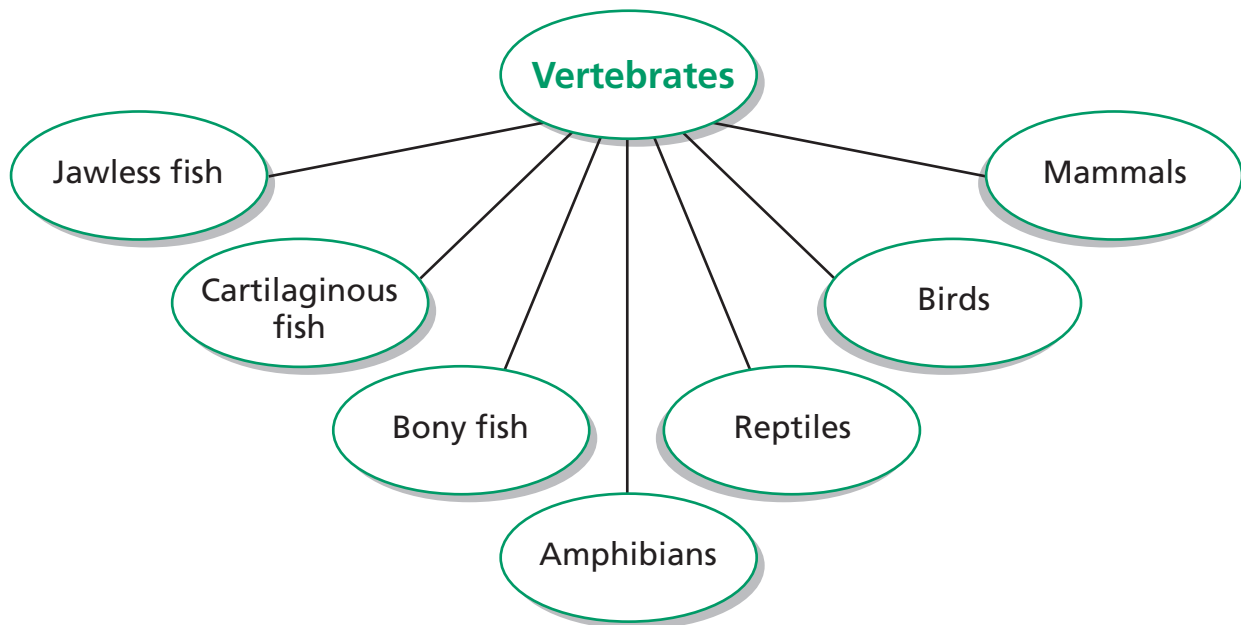 Vertebrates
Jawless fish
Cartilaginous
fish
Bony fish
Amphibians
Reptiles
Birds
Mammals